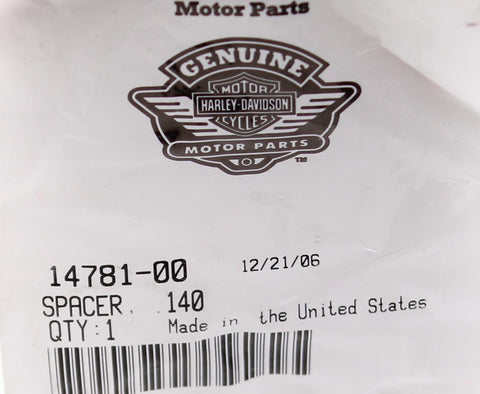 Motor Parts
GENUINE
MOTOR
HARLEY-DAVIDSON
CYCLES
MOTOR PARTS
TM
14781-00 12/21/06
SPACER, .140
QTY:1 Made in the United States